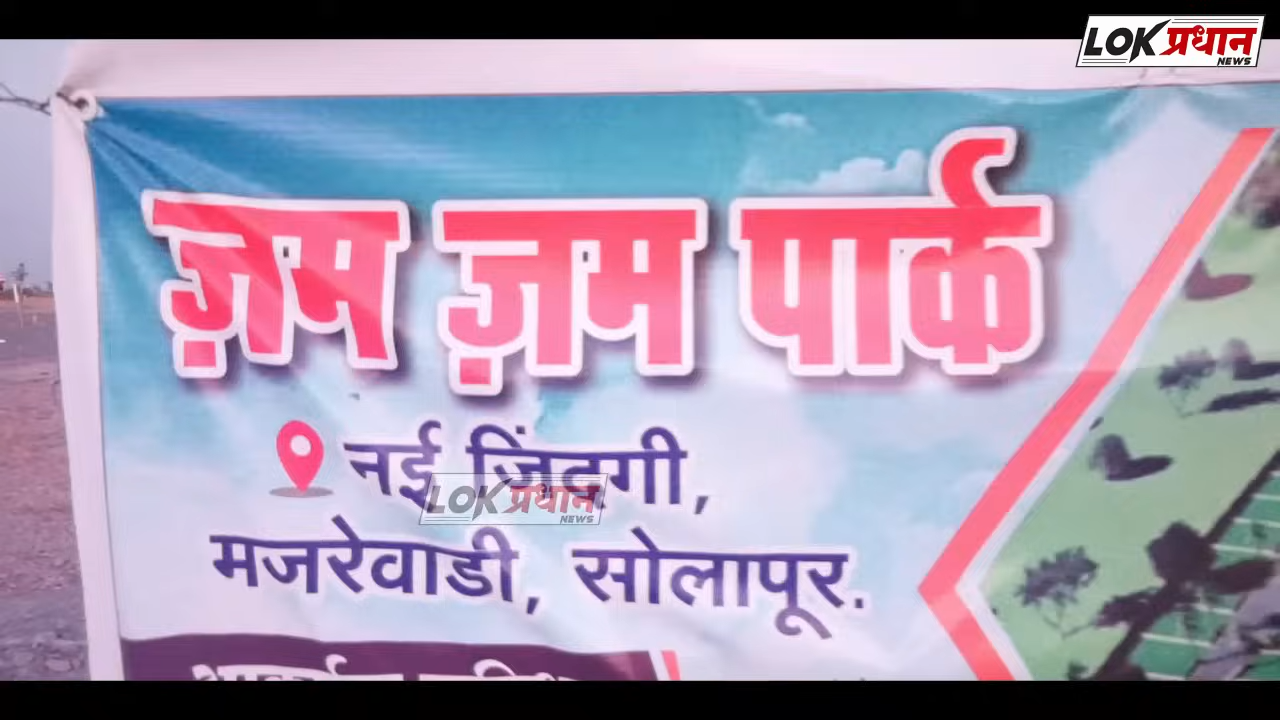 LOK प्रधान
NEWS
ज़म ज़म पार्क
नई जिंदगी,
LOK प्रधान
NEWS
मजरेवाडी, सोलापूर.